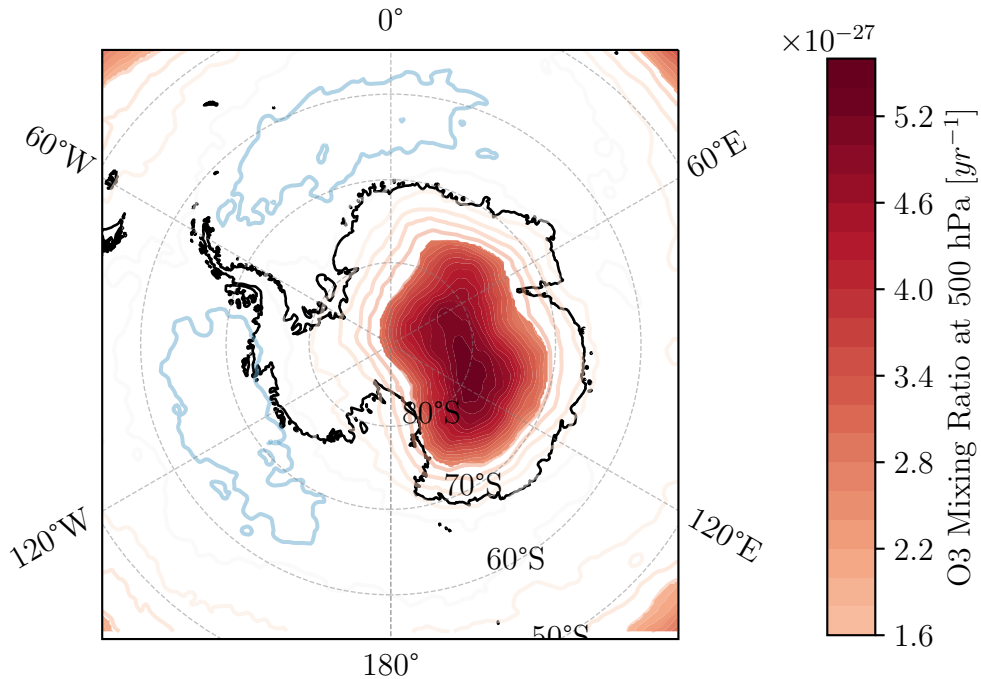 0°
×10⁻²⁷
60°W
60°E
5.2
4.6
4.0
3.4
2.8
2.2
1.6
O3 Mixing Ratio at 500 hPa [yr⁻¹]
80°S
70°S
60°S
50°S
120°W
120°E
180°